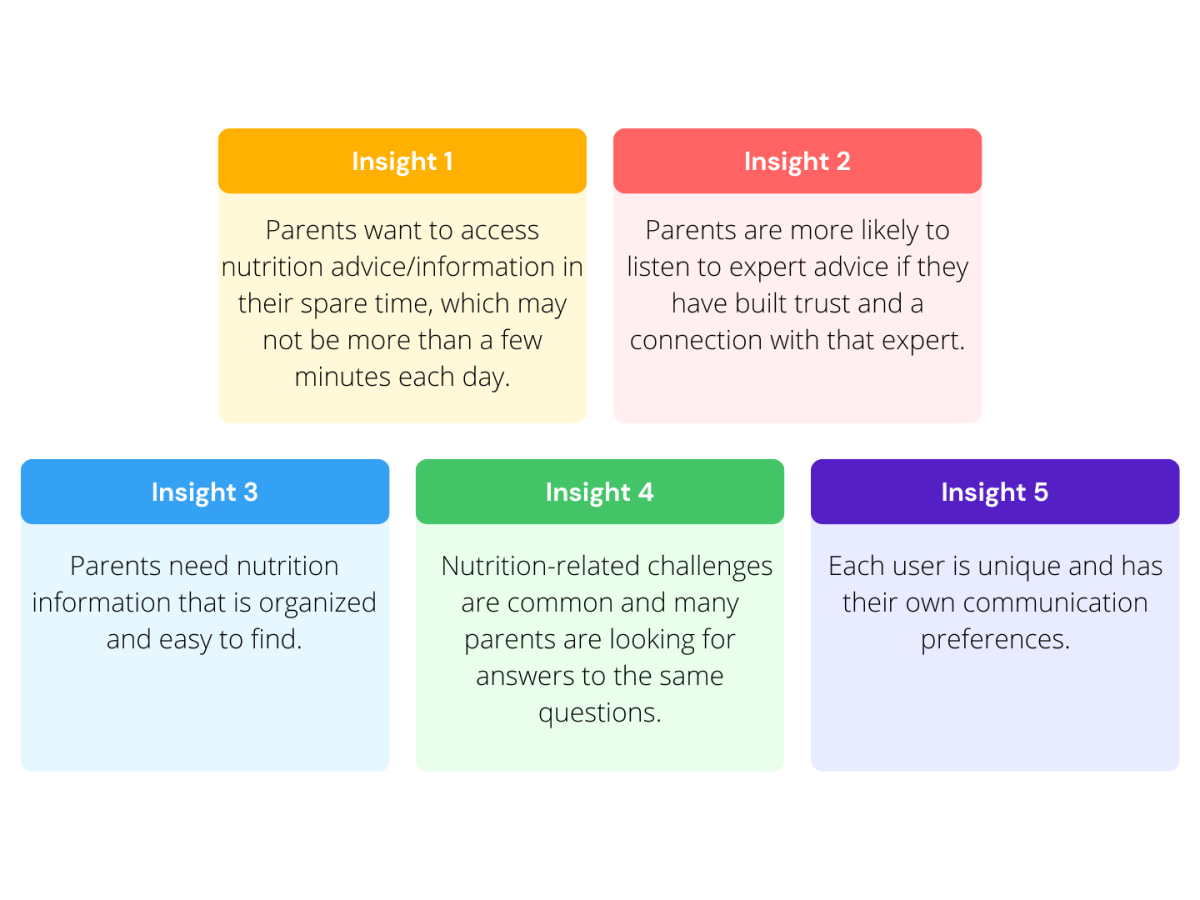 Insight 1
Parents want to access
nutrition advice/information in
their spare time, which may
not be more than a few
minutes each day.
Insight 2
Parents are more likely to
listen to expert advice if they
have built trust and a
connection with that expert.
Insight 3
Parents need nutrition
information that is organized
and easy to find.
Insight 4
Nutrition-related challenges
are common and many
parents are looking for
answers to the same
questions.
Insight 5
Each user is unique and has
their own communication
preferences.